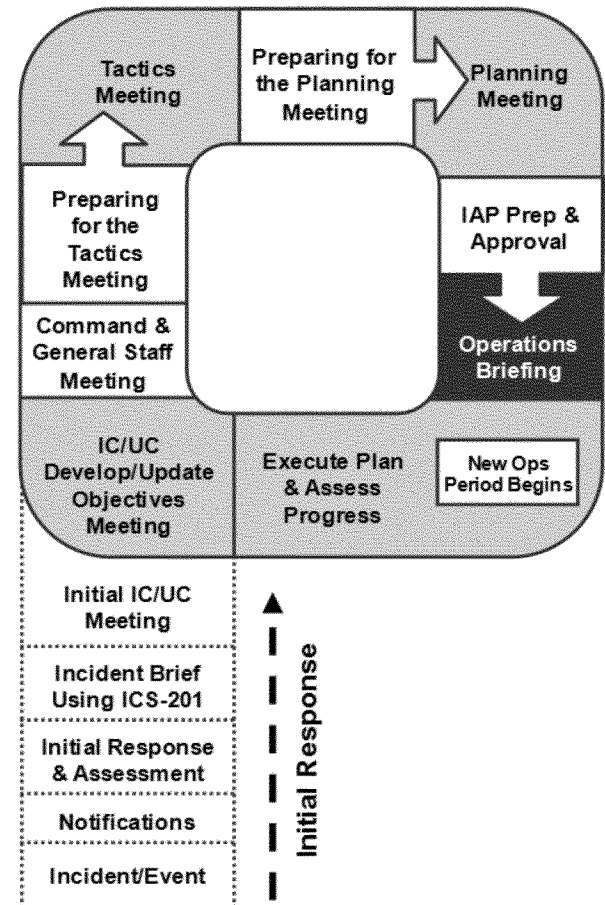 Tactics
Meeting
Preparing for
the Planning
Meeting
Planning
Meeting
Preparing
for the
Tactics
Meeting
IAP Prep &
Approval
Command &
General Staff
Meeting
Operations
Briefing
IC/UC
Develop/Update
Objectives
Meeting
Execute Plan
& Assess
Progress
New Ops
Period Begins
Initial IC/UC
Meeting
Incident Brief
Using ICS-201
Initial Response
& Assessment
Notifications
Incident/Event
Initial Response